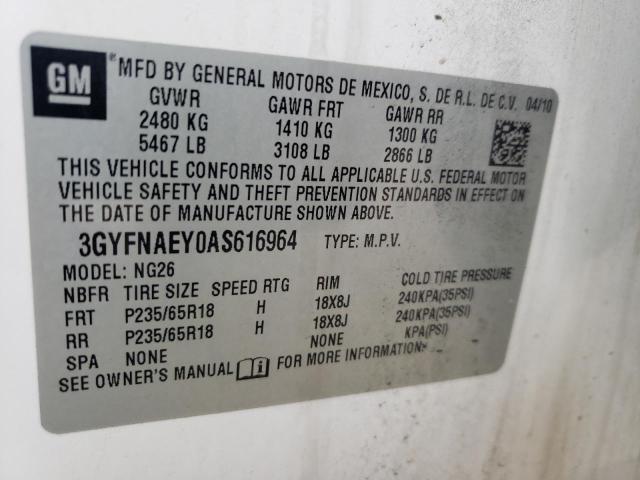 GM
MFD BY GENERAL MOTORS DE MEXICO, S. DE R.L. DE C.V. 04/10
GVWR GAWR FRT GAWR RR
2480 KG 1410 KG 1300 KG
5467 LB 3108 LB 2866 LB
THIS VEHICLE CONFORMS TO ALL APPLICABLE U.S. FEDERAL MOTOR
VEHICLE SAFETY AND THEFT PREVENTION STANDARDS IN EFFECT ON
THE DATE OF MANUFACTURE SHOWN ABOVE.
3GYFNAEY0AS616964 TYPE: M.P.V.
MODEL: NG26
NBFR TIRE SIZE SPEED RTG RIM COLD TIRE PRESSURE
FRT P235/65R18 H 18X8J 240KPA(35PSI)
RR P235/65R18 H 18X8J 240KPA(35PSI)
SPA NONE NONE KPA(PSI)
SEE OWNER'S MANUAL FOR MORE INFORMATION*